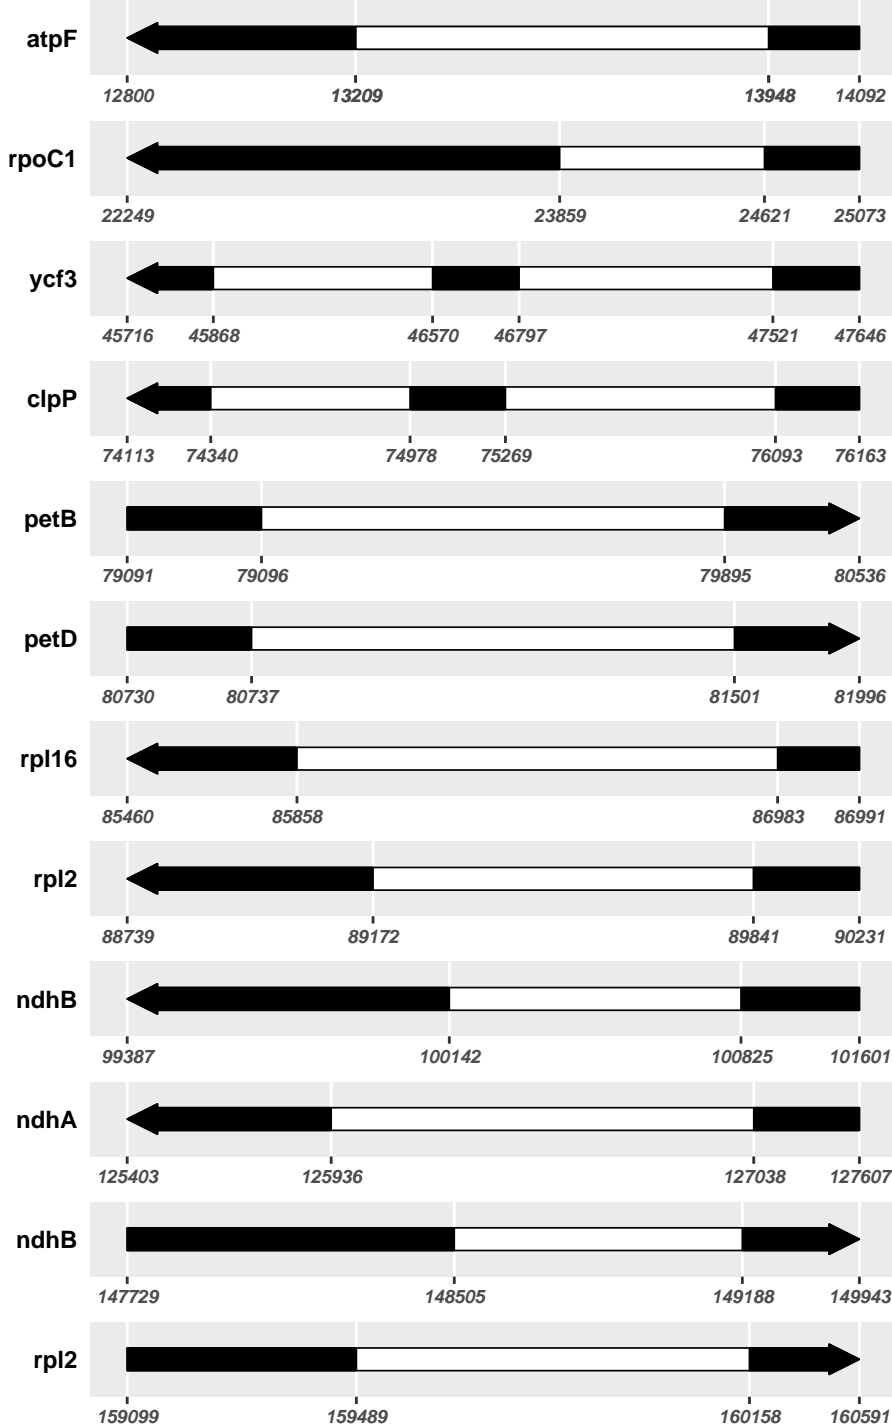 atpF
12800 13209 13948 14092
rpoC1
22249 23859 24621 25073
ycf3
45716 45868 46570 46797 47521 47646
clpP
74113 74340 74978 75269 76093 76163
petB
79091 79096 79895 80536
petD
80730 80737 81501 81996
rpl16
85460 85858 86983 86991
rpl2
88739 89172 89841 90231
ndhB
99387 100142 100825 101601
ndhA
125403 125936 127038 127607
ndhB
147729 148505 149188 149943
rpl2
159099 159489 160158 160591